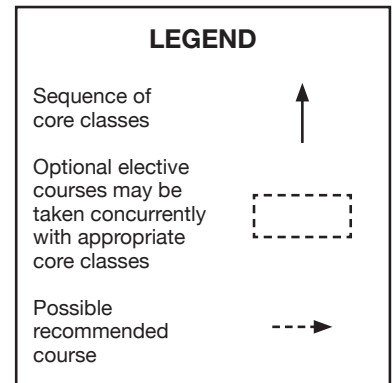 LEGEND
Sequence of
core classes
Optional elective
courses may be
taken concurrently
with appropriate
core classes
Possible
recommended
course